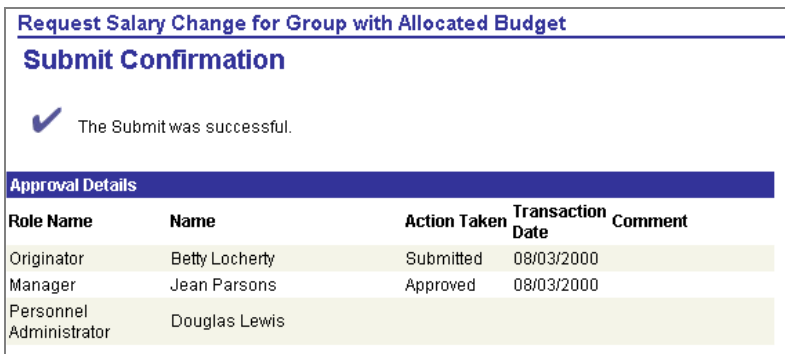 Request Salary Change for Group with Allocated Budget
Submit Confirmation
The Submit was successful.
Approval Details
Role Name Name Action Taken Transaction Date Comment
Originator Betty Locherty Submitted 08/03/2000
Manager Jean Parsons Approved 08/03/2000
Personnel Administrator Douglas Lewis